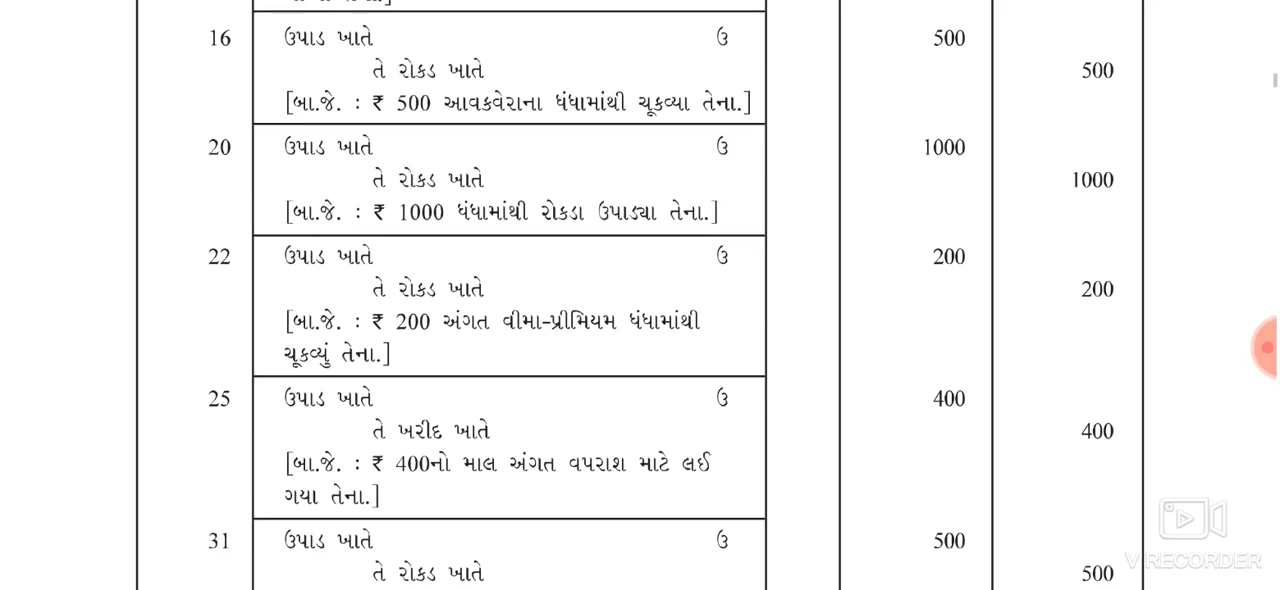 16 ઉપાડ ખાતે ઉ 500
તે રોકડ ખાતે 500
[બા.જે. : ₹ 500 આવકવેરાના ધંધામાંથી ચૂકવ્યા તેના.]
20 ઉપાડ ખાતે ઉ 1000
તે રોકડ ખાતે 1000
[બા.જે. : ₹ 1000 ધંધામાંથી રોકડા ઉપાડ્યા તેના.]
22 ઉપાડ ખાતે ઉ 200
તે રોકડ ખાતે 200
[બા.જે. : ₹ 200 અંગત વીમા-પ્રીમિયમ ધંધામાંથી
ચૂકવ્યું તેના.]
25 ઉપાડ ખાતે ઉ 400
તે ખરીદ ખાતે 400
[બા.જે. : ₹ 400નો માલ અંગત વપરાશ માટે લઈ
ગયા તેના.]
31 ઉપાડ ખાતે ઉ 500
તે રોકડ ખાતે 500
V RECORDER